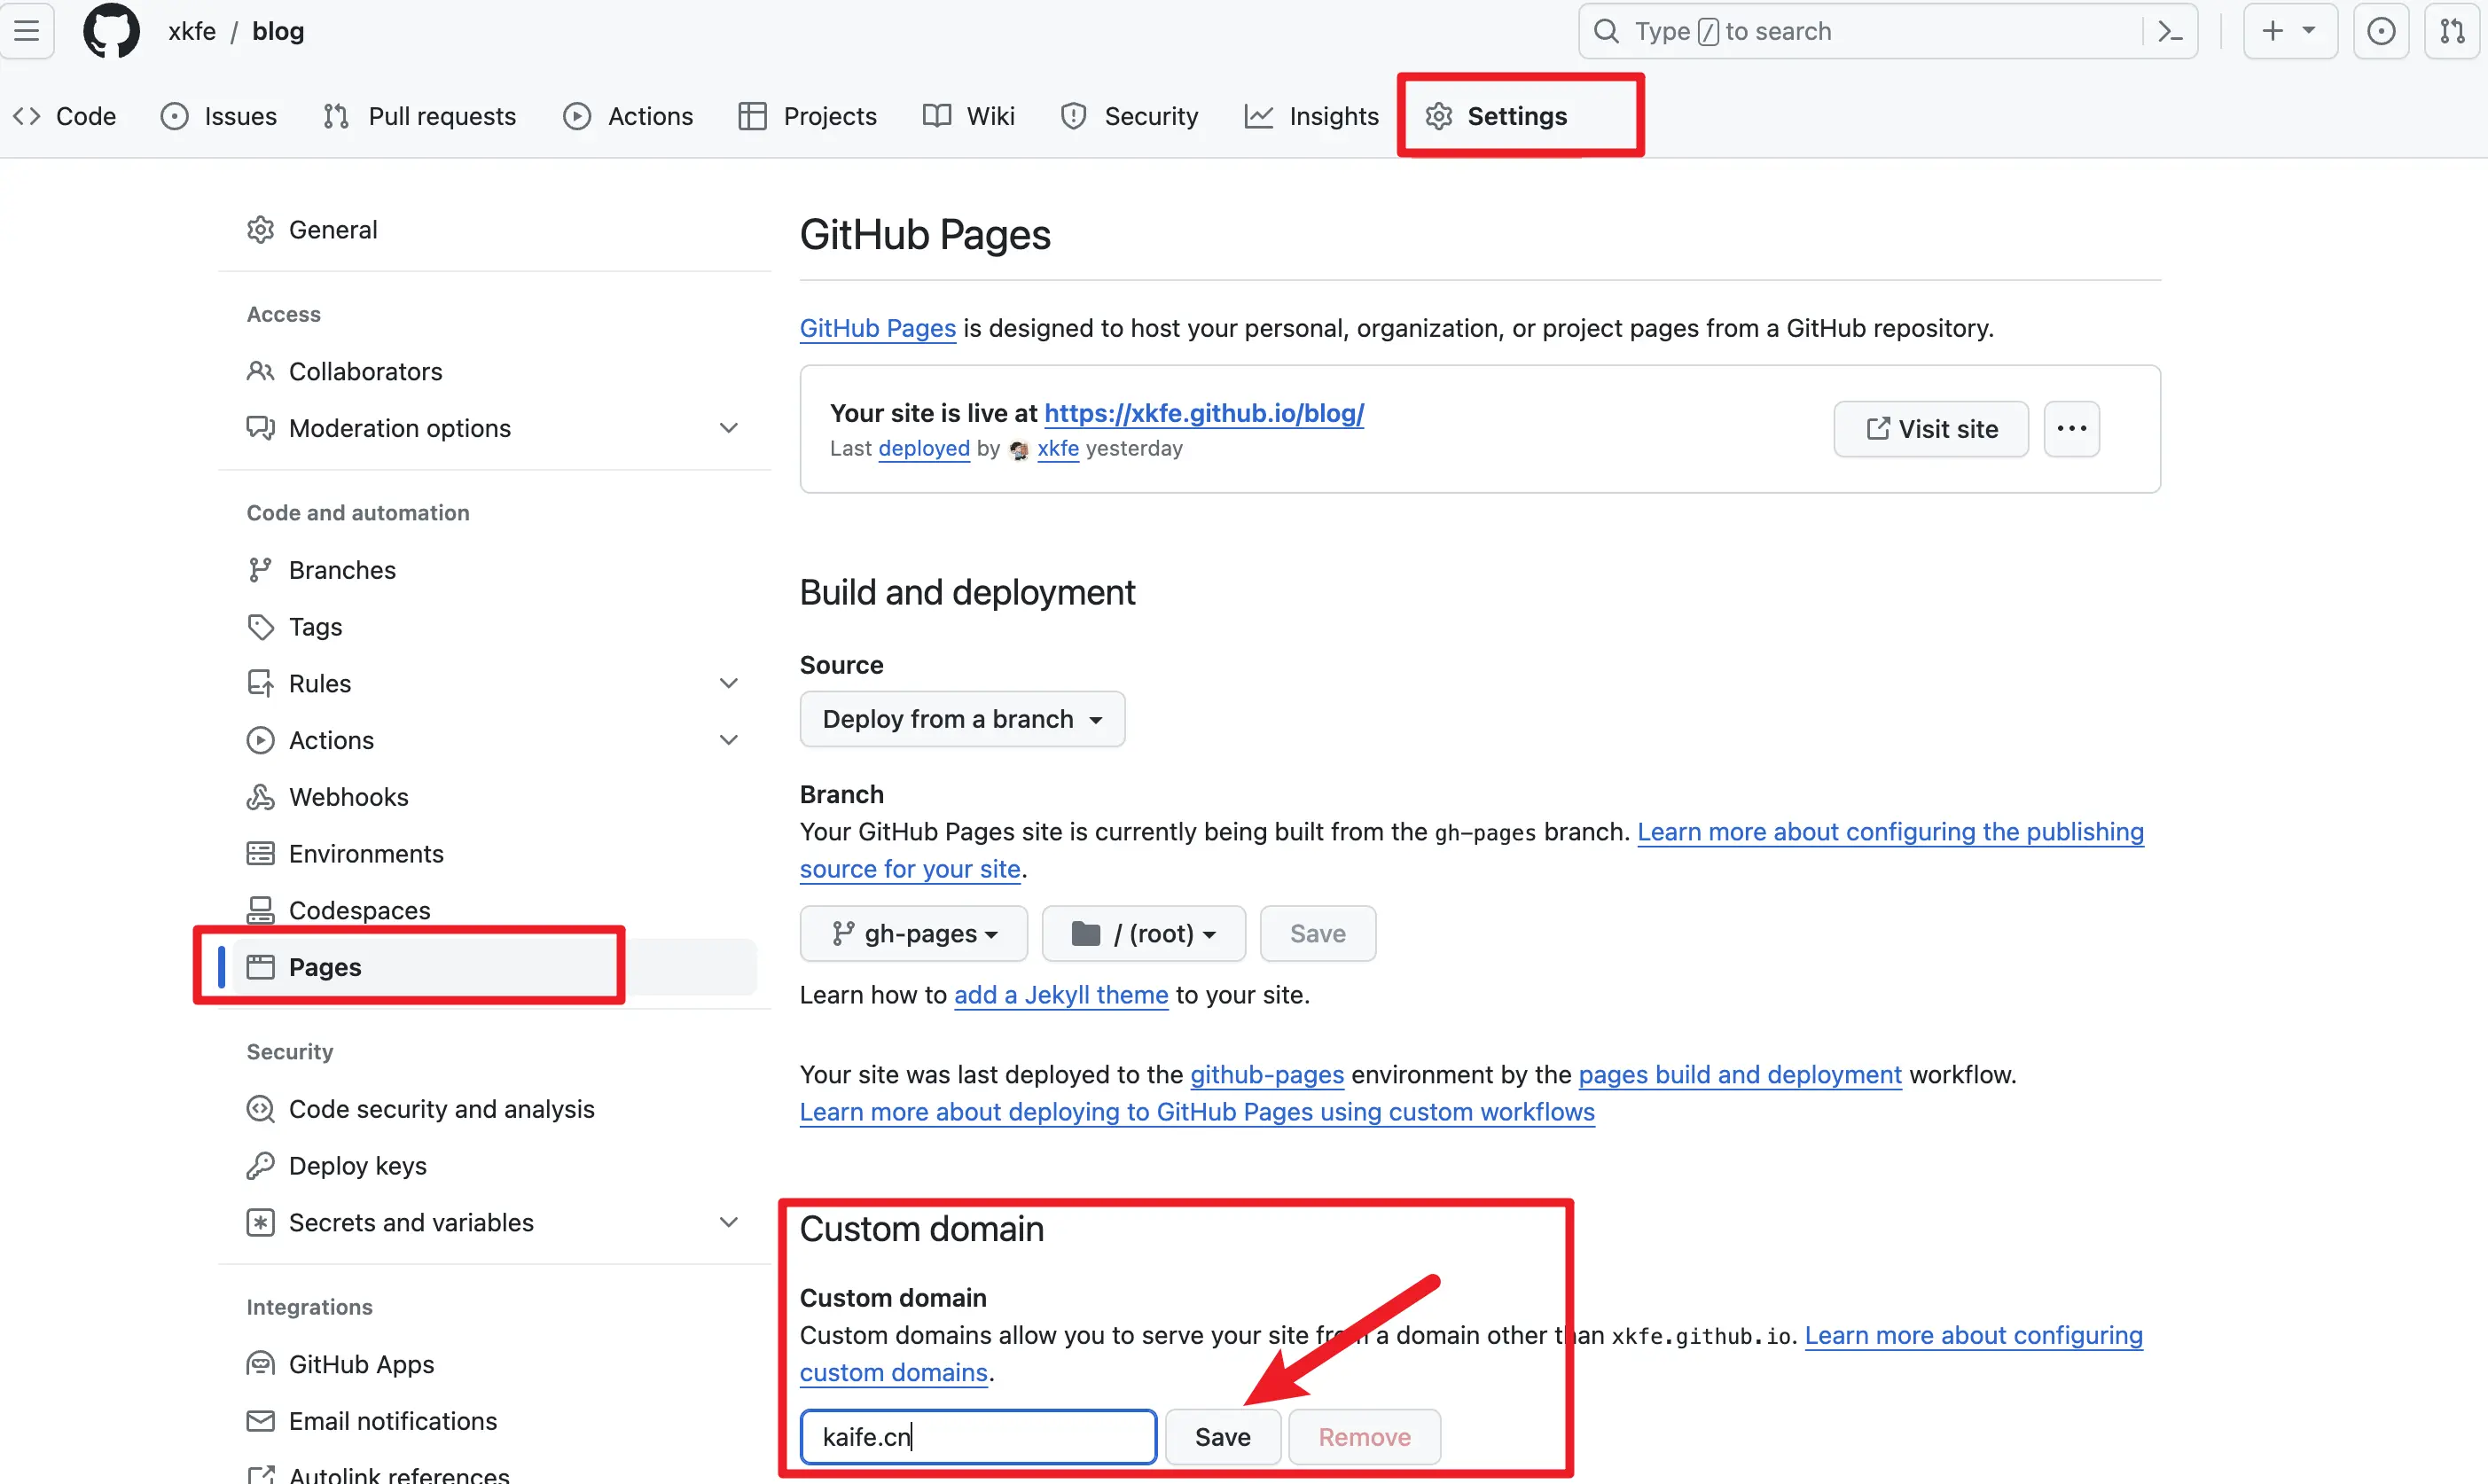 xkfe / blog
Type / to search
Code Issues Pull requests Actions Projects Wiki Security Insights Settings
General
Access
Collaborators
Moderation options
Code and automation
Branches
Tags
Rules
Actions
Webhooks
Environments
Codespaces
Pages
Security
Code security and analysis
Deploy keys
Secrets and variables
Integrations
GitHub Apps
Email notifications
Autolink references
GitHub Pages
GitHub Pages is designed to host your personal, organization, or project pages from a GitHub repository.
Your site is live at https://xkfe.github.io/blog/
Last deployed by xkfe yesterday
Visit site
Build and deployment
Source
Deploy from a branch
Branch
Your GitHub Pages site is currently being built from the gh-pages branch. Learn more about configuring the publishing
source for your site.
gh-pages / (root) Save
Learn how to add a Jekyll theme to your site.
Your site was last deployed to the github-pages environment by the pages build and deployment workflow.
Learn more about deploying to GitHub Pages using custom workflows
Custom domain
Custom domain
Custom domains allow you to serve your site from a domain other than xkfe.github.io. Learn more about configuring
custom domains.
kaife.cn Save Remove